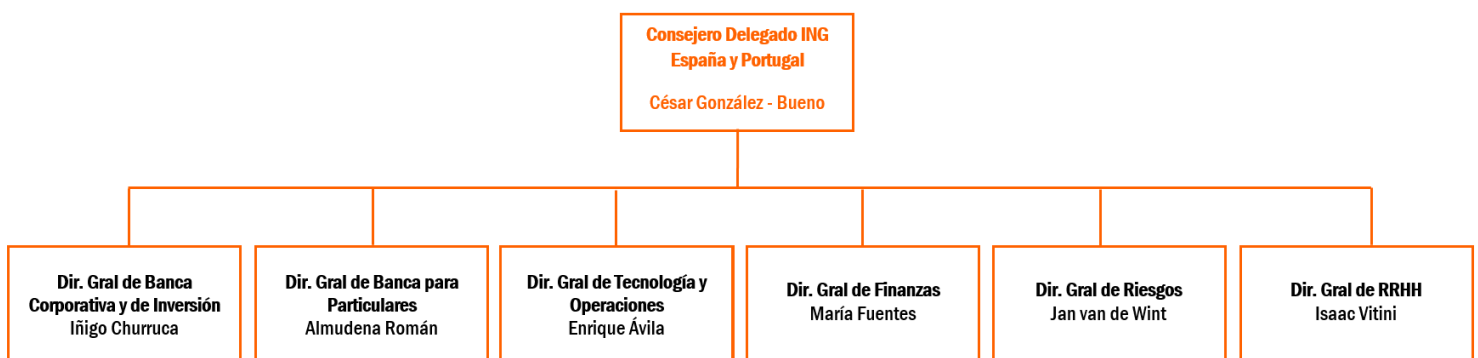 Consejero Delegado ING
España y Portugal
César González - Bueno
Dir. Gral de Banca
Corporativa y de Inversión
Iñigo Churruca
Dir. Gral de Banca para
Particulares
Almudena Román
Dir. Gral de Tecnología y
Operaciones
Enrique Ávila
Dir. Gral de Finanzas
María Fuentes
Dir. Gral de Riesgos
Jan van de Wint
Dir. Gral de RRHH
Isaac Vitini